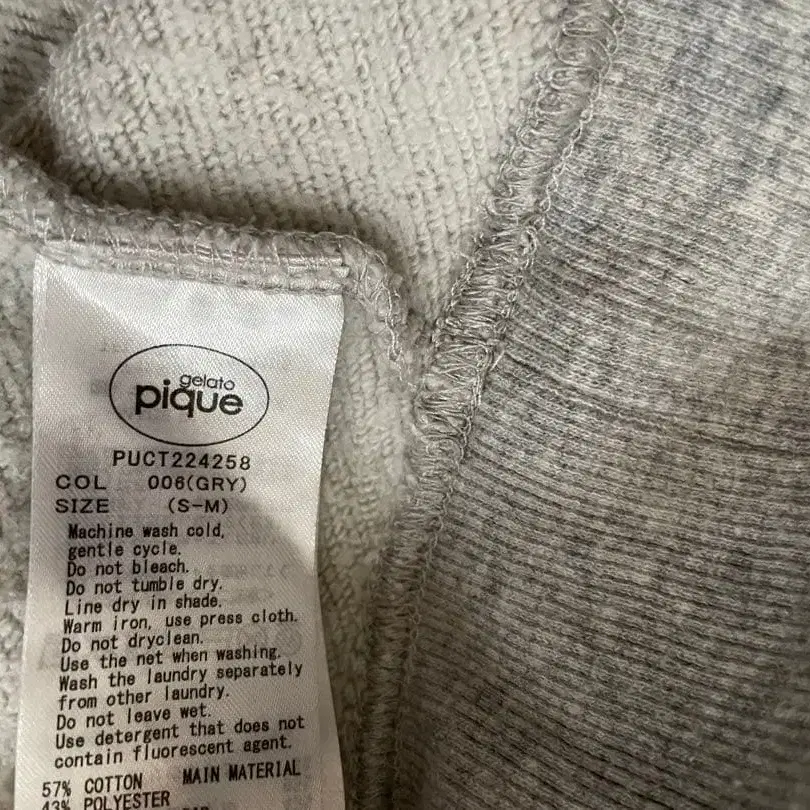 gelato
pique
PUCT224258
COL 006(GRY)
SIZE (S-M)
Machine wash cold,
gentle cycle.
Do not bleach.
Do not tumble dry.
Line dry in shade.
Warm iron, use press cloth.
Do not dryclean.
Use the net when washing.
Wash the laundry separately
from other laundry.
Do not leave wet.
Use detergent that does not
contain fluorescent agent.
57% COTTON MAIN MATERIAL
43% POLYESTER